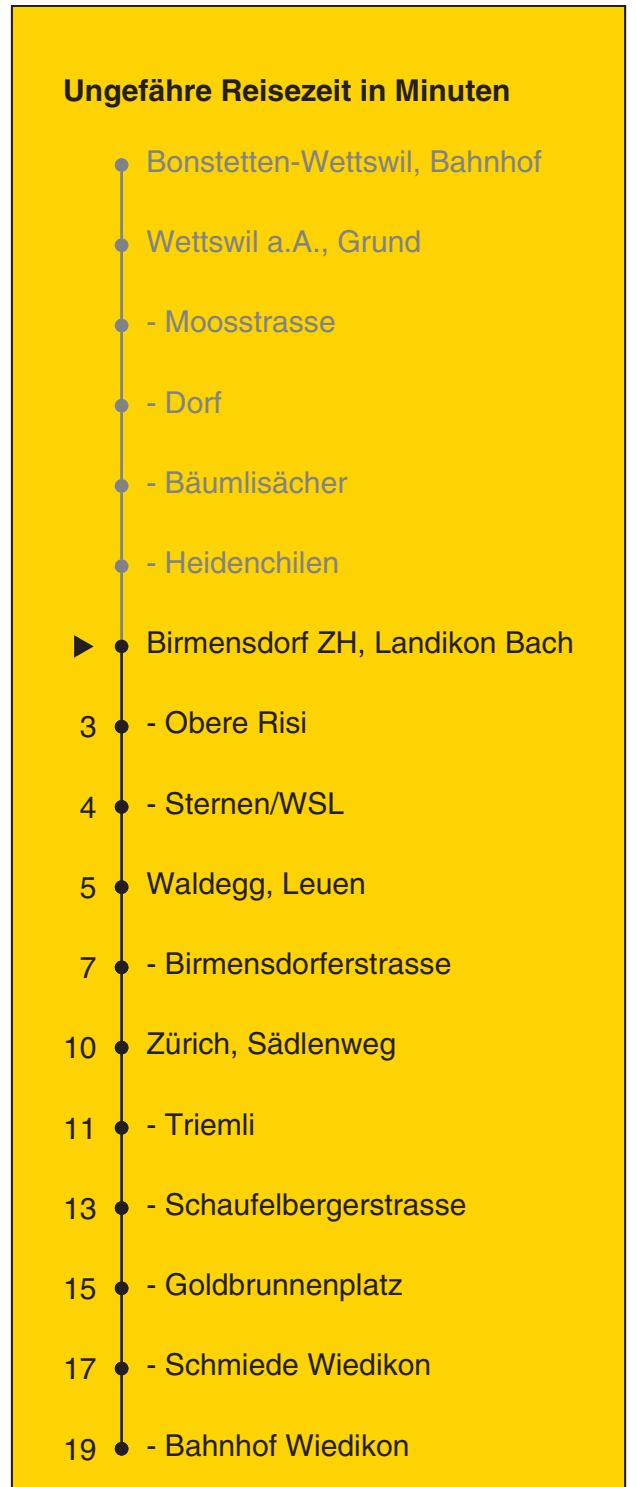 Ungefähre Reisezeit in Minuten
Bonstetten-Wettswil, Bahnhof
Wettswil a.A., Grund
- Moosstrasse
- Dorf
- Bäumlisächer
- Heidenchilen
Birmensdorf ZH, Landikon Bach
3 - Obere Risi
4 - Sternen/WSL
5 Waldegg, Leuen
7 - Birmensdorferstrasse
10 Zürich, Sädlenweg
11 - Triemli
13 - Schaufelbergerstrasse
15 - Goldbrunnenplatz
17 - Schmiede Wiedikon
19 - Bahnhof Wiedikon